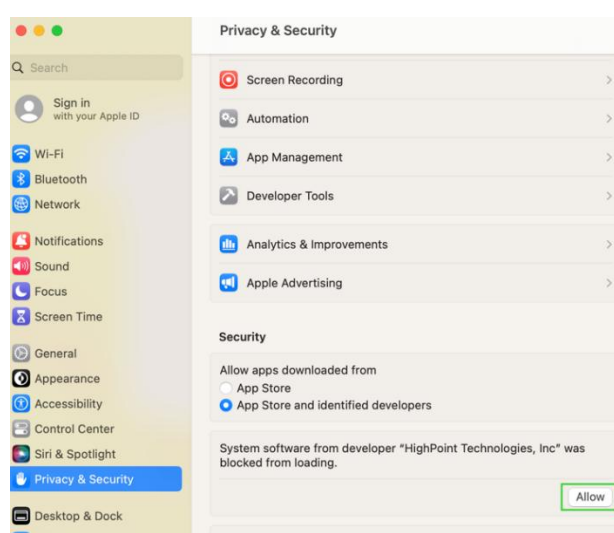 Privacy & Security
Search
Sign in
with your Apple ID
Wi-Fi
Bluetooth
Network
Notifications
Sound
Focus
Screen Time
General
Appearance
Accessibility
Control Center
Siri & Spotlight
Privacy & Security
Desktop & Dock
Screen Recording
Automation
App Management
Developer Tools
Analytics & Improvements
Apple Advertising
Security
Allow apps downloaded from
App Store
App Store and identified developers
System software from developer “HighPoint Technologies, Inc” was
blocked from loading.
Allow